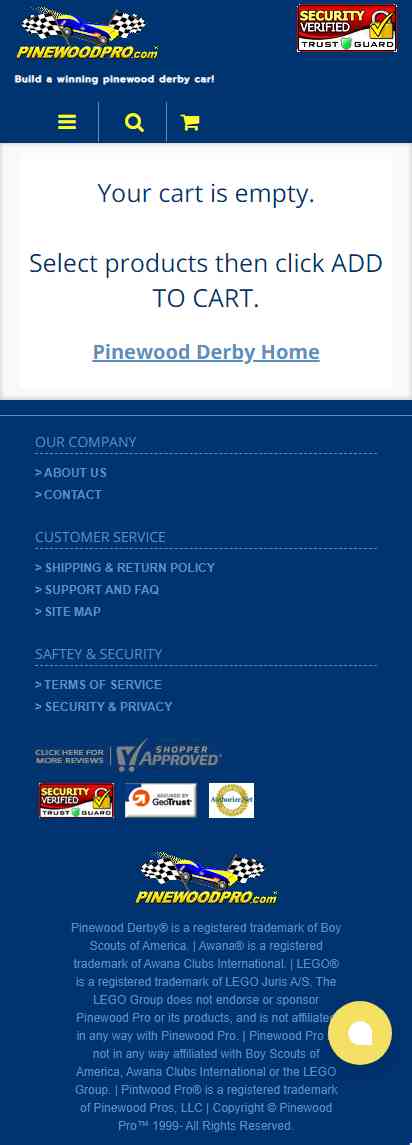 PINEWOODPRO.com
SECURITY
VERIFIED
TRUST GUARD
Build a winning pinewood derby car!
Your cart is empty.
Select products then click ADD
TO CART.
Pinewood Derby Home
OUR COMPANY
> ABOUT US
> CONTACT
CUSTOMER SERVICE
> SHIPPING & RETURN POLICY
> SUPPORT AND FAQ
> SITE MAP
SAFTEY & SECURITY
> TERMS OF SERVICE
> SECURITY & PRIVACY
CLICK HERE FOR
MORE REVIEWS
SHOPPER
APPROVED®
SECURITY
VERIFIED
TRUST GUARD
SECURED BY
GeoTrust
Authorize.Net
PINEWOODPRO.com
Pinewood Derby® is a registered trademark of Boy
Scouts of America. | Awana® is a registered
trademark of Awana Clubs International. | LEGO®
is a registered trademark of LEGO Juris A/S. The
LEGO Group does not endorse or sponsor
Pinewood Pro or its products, and is not affiliated
in any way with Pinewood Pro. | Pinewood Pro
not in any way affiliated with Boy Scouts of
America, Awana Clubs International or the LEGO
Group. | Pintwood Pro® is a registered trademark
of Pinewood Pros, LLC | Copyright © Pinewood
Pro™ 1999- All Rights Reserved.